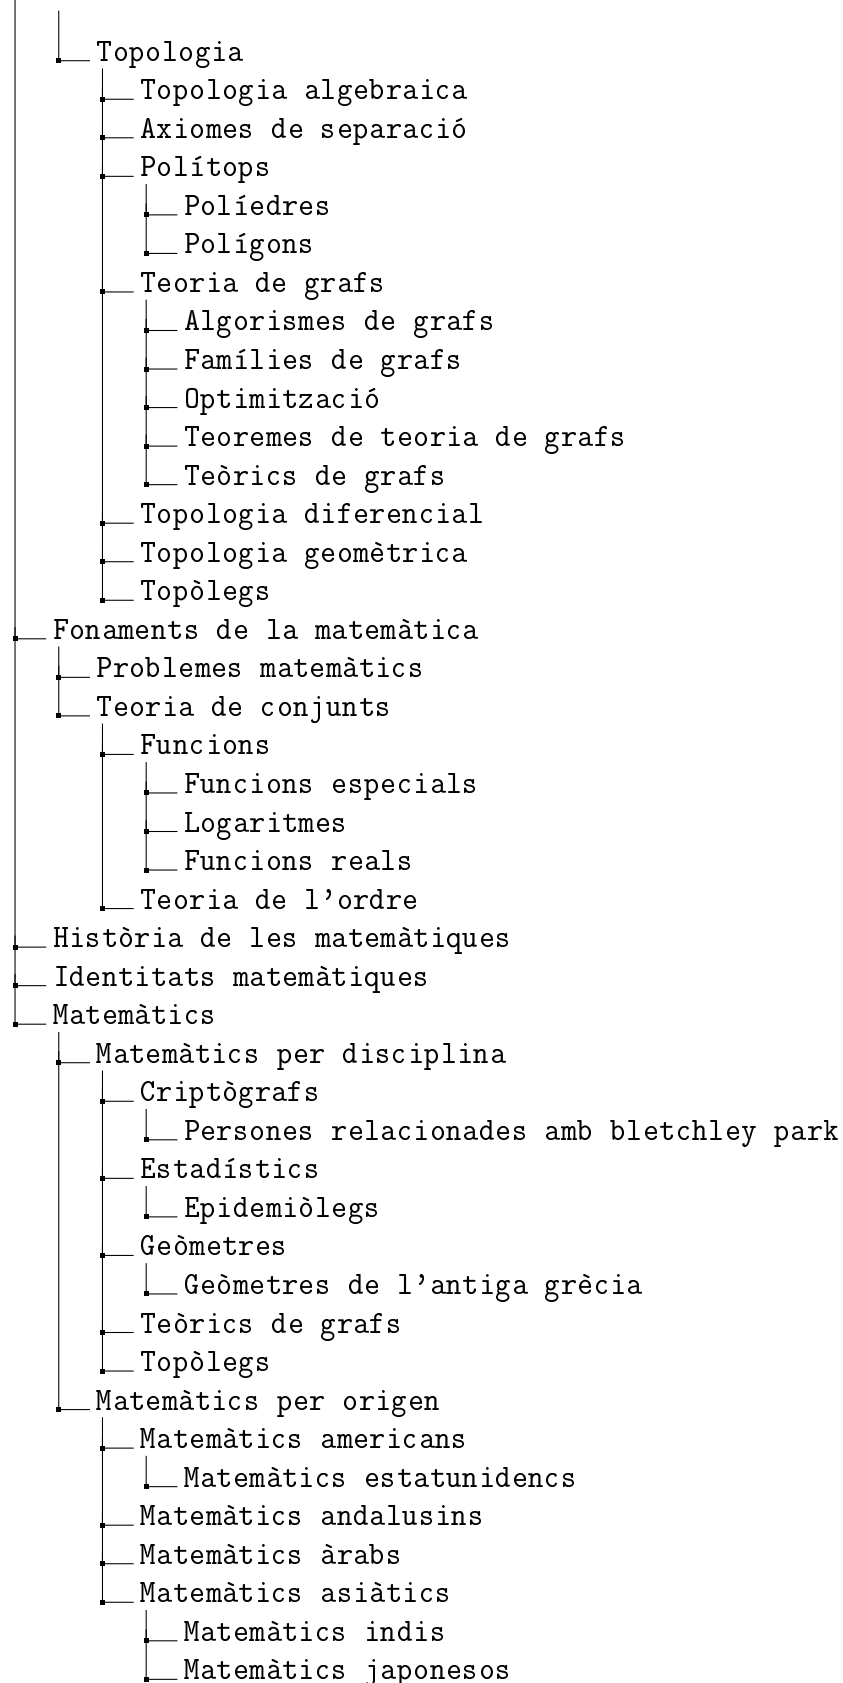 Topologia
Topologia algebraica
Axiomes de separació
Polítops
Políedres
Polígons
Teoria de grafs
Algorismes de grafs
Famílies de grafs
Optimització
Teoremes de teoria de grafs
Teòrics de grafs
Topologia diferencial
Topologia geomètrica
Topòlegs
Fonaments de la matemàtica
Problemes matemàtics
Teoria de conjunts
Funcions
Funcions especials
Logaritmes
Funcions reals
Teoria de l'ordre
Història de les matemàtiques
Identitats matemàtiques
Matemàtics
Matemàtics per disciplina
Criptògrafs
Persones relacionades amb bletchley park
Estadístics
Epidemiòlegs
Geòmetres
Geòmetres de l'antiga grècia
Teòrics de grafs
Topòlegs
Matemàtics per origen
Matemàtics americans
Matemàtics estatunidencs
Matemàtics andalusins
Matemàtics àrabs
Matemàtics asiàtics
Matemàtics indis
Matemàtics japonesos